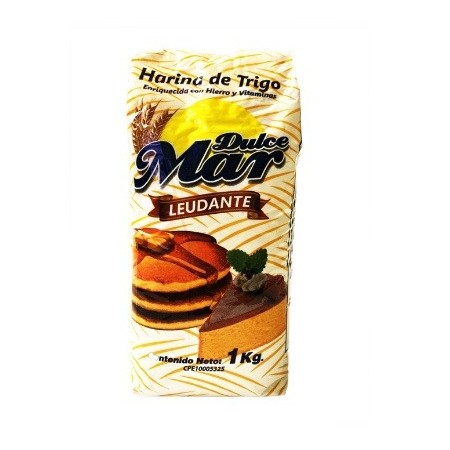 Harina de Trigo
Enriquecida con Hierro y Vitaminas
Dulce
Mar
LEUDANTE
Contenido Neto: 1Kg.
CPE10005325